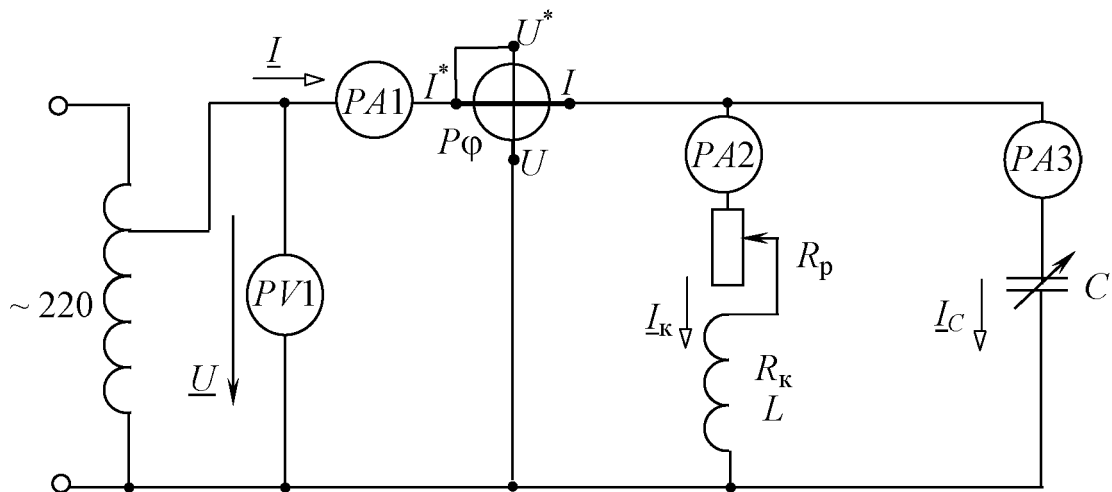 U*
I
PA1
I*
I
Pφ
U
PA2
PA3
~ 220
PV1
Rр
C
Iк
IC
U
Rк
L